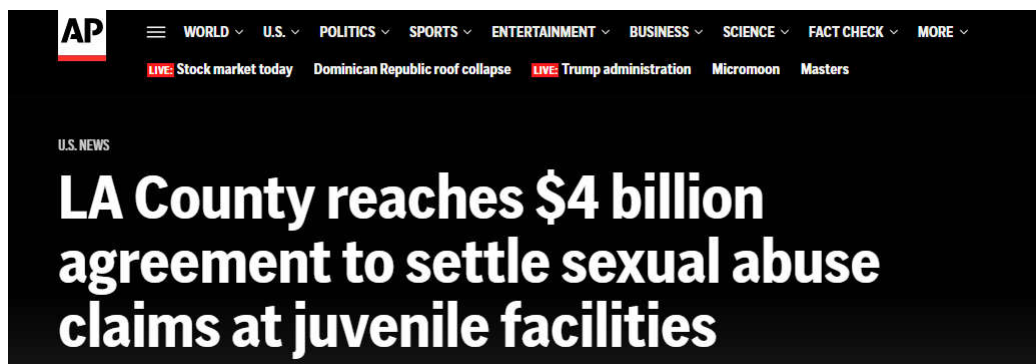 AP
WORLD U.S. POLITICS SPORTS ENTERTAINMENT BUSINESS SCIENCE FACT CHECK MORE
LIVE: Stock market today Dominican Republic roof collapse LIVE: Trump administration Micromoon Masters
U.S. NEWS
LA County reaches $4 billion
agreement to settle sexual abuse
claims at juvenile facilities